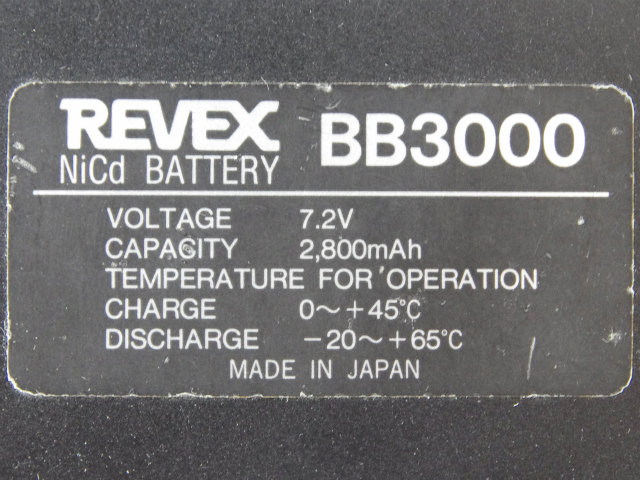 REVEX BB3000
NiCd BATTERY
VOLTAGE 7.2V
CAPACITY 2,800mAh
TEMPERATURE FOR OPERATION
CHARGE 0～+45℃
DISCHARGE －20～+65℃
MADE IN JAPAN